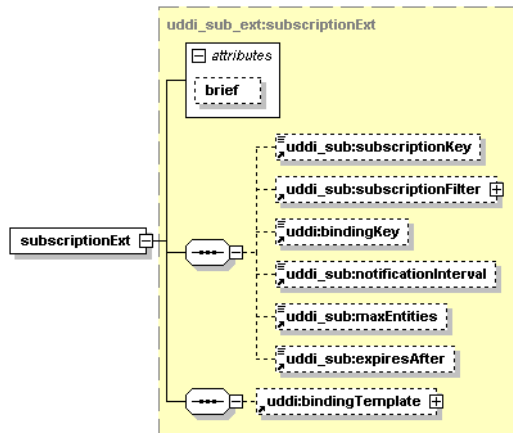 uddi_sub_ext:subscriptionExt
attributes
brief
uddi_sub:subscriptionKey
uddi_sub:subscriptionFilter
uddi:bindingKey
subscriptionExt
uddi_sub:notificationInterval
uddi_sub:maxEntities
uddi_sub:expiresAfter
uddi:bindingTemplate